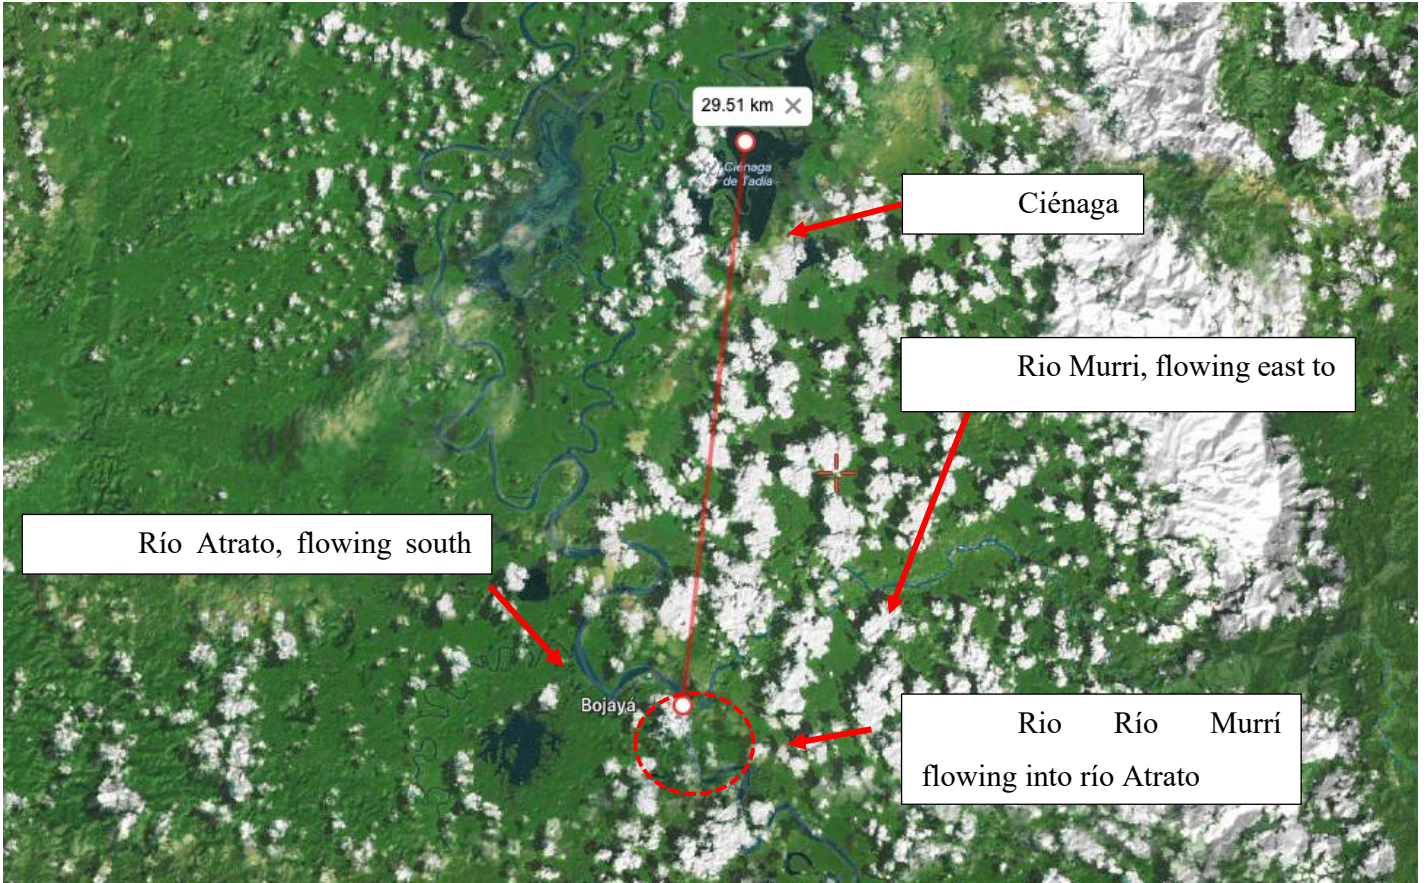 29.51 km
Ciénaga
de Tadía
Ciénaga
Rio Murri, flowing east to
Río Atrato, flowing south
Bojayá
Rio Río Murrí
flowing into río Atrato